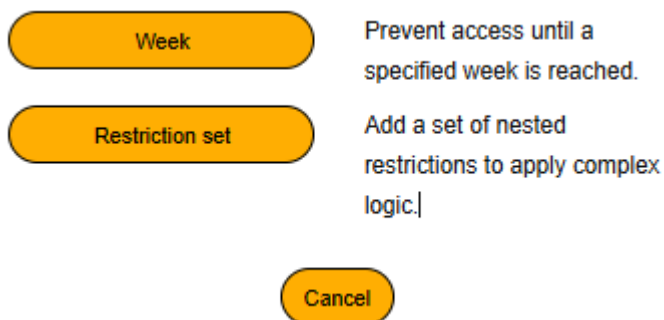 Week
Prevent access until a
specified week is reached.
Restriction set
Add a set of nested
restrictions to apply complex
logic.
Cancel